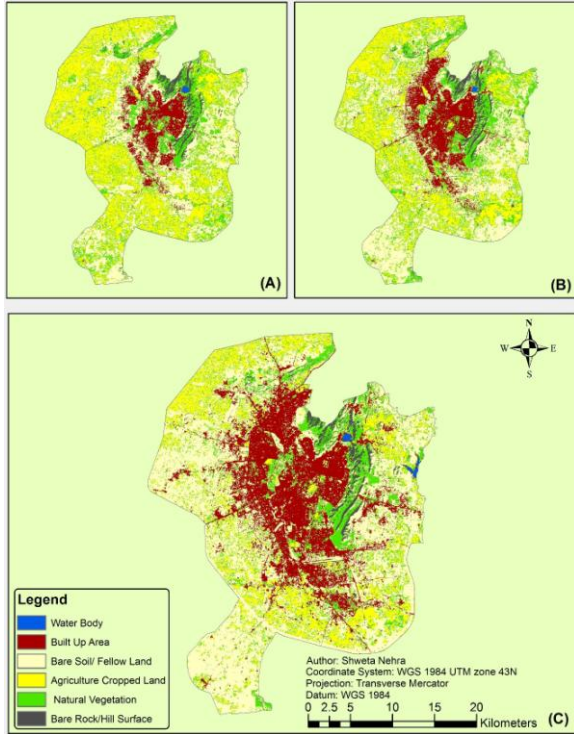 (A)
(B)
N
W E
S
Legend
Water Body
Built Up Area
Bare Soil/ Fellow Land
Agriculture Cropped Land
Natural Vegetation
Bare Rock/Hill Surface
Author: Shweta Nehra
Coordinate System: WGS 1984 UTM zone 43N
Projection: Transverse Mercator
Datum: WGS 1984
(C)
0 2.5 5 10 15 20
Kilometers